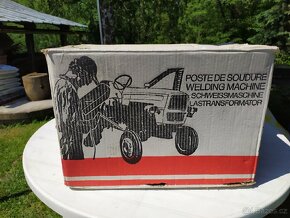 POSTE DE SOUDURE
WELDING MACHINE
SCHWEISSMASCHINE
LASTRANSFORMATOR